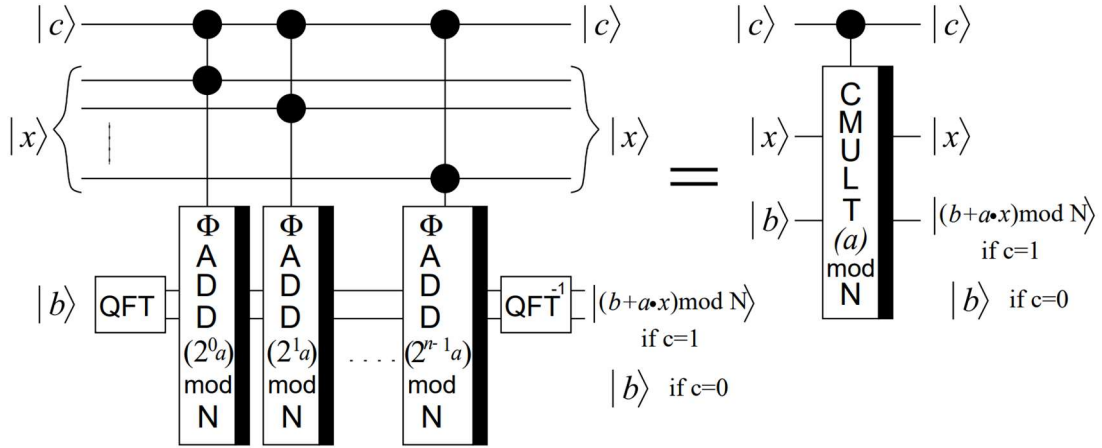 |c⟩ |c⟩ |c⟩ |c⟩
|x⟩ |x⟩ = |x⟩ |x⟩
|b⟩ QFT
Φ
A
D
D
(2⁰a)
mod
N
Φ
A
D
D
(2¹a)
mod
N
. . . . .
Φ
A
D
D
(2ⁿ⁻¹a)
mod
N
QFT⁻¹
|(b+a•x)mod N⟩
if c=1
|b⟩ if c=0
C
M
U
L
T
(a)
mod
N
|b⟩
|(b+a•x)mod N⟩
if c=1
|b⟩ if c=0